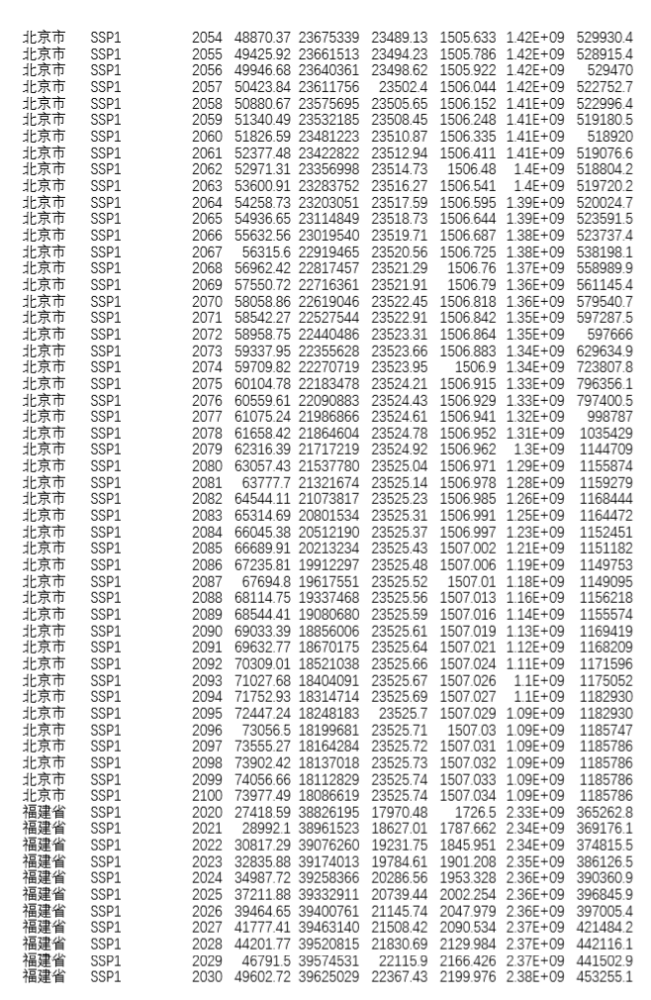 北京市 SSP1 2054 48870.37 23675339 23489.13 1505.633 1.42E+09 529930.4
北京市 SSP1 2055 49425.92 23661513 23494.23 1505.786 1.42E+09 528915.4
北京市 SSP1 2056 49946.68 23640361 23498.62 1505.922 1.42E+09 529470
北京市 SSP1 2057 50423.84 23611756 23502.4 1506.044 1.42E+09 522752.7
北京市 SSP1 2058 50880.67 23575695 23505.65 1506.152 1.41E+09 522996.4
北京市 SSP1 2059 51340.49 23532185 23508.45 1506.248 1.41E+09 519180.5
北京市 SSP1 2060 51826.59 23481223 23510.87 1506.335 1.41E+09 518920
北京市 SSP1 2061 52377.48 23422822 23512.94 1506.411 1.41E+09 519076.6
北京市 SSP1 2062 52971.31 23356998 23514.73 1506.48 1.4E+09 518804.2
北京市 SSP1 2063 53600.91 23283752 23516.27 1506.541 1.4E+09 519720.2
北京市 SSP1 2064 54258.73 23203051 23517.59 1506.595 1.39E+09 520024.7
北京市 SSP1 2065 54936.65 23114849 23518.73 1506.644 1.39E+09 523591.5
北京市 SSP1 2066 55632.56 23019540 23519.71 1506.687 1.38E+09 523737.4
北京市 SSP1 2067 56315.6 22919465 23520.56 1506.725 1.38E+09 538198.1
北京市 SSP1 2068 56962.42 22817457 23521.29 1506.76 1.37E+09 558989.9
北京市 SSP1 2069 57550.72 22716361 23521.91 1506.79 1.36E+09 561145.4
北京市 SSP1 2070 58058.86 22619046 23522.45 1506.818 1.36E+09 579540.7
北京市 SSP1 2071 58542.27 22527544 23522.91 1506.842 1.35E+09 597287.5
北京市 SSP1 2072 58958.75 22440486 23523.31 1506.864 1.35E+09 597666
北京市 SSP1 2073 59337.95 22355628 23523.66 1506.883 1.34E+09 629634.9
北京市 SSP1 2074 59709.82 22270719 23523.95 1506.9 1.34E+09 723807.8
北京市 SSP1 2075 60104.78 22183478 23524.21 1506.915 1.33E+09 796356.1
北京市 SSP1 2076 60559.61 22090883 23524.43 1506.929 1.33E+09 797400.5
北京市 SSP1 2077 61075.24 21986866 23524.61 1506.941 1.32E+09 998787
北京市 SSP1 2078 61658.42 21864604 23524.78 1506.952 1.31E+09 1035429
北京市 SSP1 2079 62316.39 21717219 23524.92 1506.962 1.3E+09 1144709
北京市 SSP1 2080 63057.43 21537780 23525.04 1506.971 1.29E+09 1155874
北京市 SSP1 2081 63777.7 21321674 23525.14 1506.978 1.28E+09 1159279
北京市 SSP1 2082 64544.11 21073817 23525.23 1506.985 1.26E+09 1168444
北京市 SSP1 2083 65314.69 20801534 23525.31 1506.991 1.25E+09 1164472
北京市 SSP1 2084 66045.38 20512190 23525.37 1506.997 1.23E+09 1152451
北京市 SSP1 2085 66689.91 20213234 23525.43 1507.002 1.21E+09 1151182
北京市 SSP1 2086 67235.81 19912297 23525.48 1507.006 1.19E+09 1149753
北京市 SSP1 2087 67694.8 19617551 23525.52 1507.01 1.18E+09 1149095
北京市 SSP1 2088 68114.75 19337468 23525.56 1507.013 1.16E+09 1156218
北京市 SSP1 2089 68544.41 19080680 23525.59 1507.016 1.14E+09 1155574
北京市 SSP1 2090 69033.39 18856006 23525.61 1507.019 1.13E+09 1169419
北京市 SSP1 2091 69632.77 18670175 23525.64 1507.021 1.12E+09 1168209
北京市 SSP1 2092 70309.01 18521038 23525.66 1507.024 1.11E+09 1171596
北京市 SSP1 2093 71027.68 18404091 23525.67 1507.026 1.1E+09 1175052
北京市 SSP1 2094 71752.93 18314714 23525.69 1507.027 1.1E+09 1182930
北京市 SSP1 2095 72447.24 18248183 23525.7 1507.029 1.09E+09 1182930
北京市 SSP1 2096 73056.5 18199681 23525.71 1507.03 1.09E+09 1185747
北京市 SSP1 2097 73555.27 18164284 23525.72 1507.031 1.09E+09 1185786
北京市 SSP1 2098 73902.42 18137018 23525.73 1507.032 1.09E+09 1185786
北京市 SSP1 2099 74056.66 18112829 23525.74 1507.033 1.09E+09 1185786
北京市 SSP1 2100 73977.49 18086619 23525.74 1507.034 1.09E+09 1185786
福建省 SSP1 2020 27418.59 38826195 17970.48 1726.5 2.33E+09 365262.8
福建省 SSP1 2021 28992.1 38961523 18627.01 1787.662 2.34E+09 369176.1
福建省 SSP1 2022 30817.29 39076260 19231.75 1845.951 2.34E+09 374815.5
福建省 SSP1 2023 32835.88 39174013 19784.61 1901.208 2.35E+09 386126.5
福建省 SSP1 2024 34987.72 39258366 20286.56 1953.328 2.36E+09 390360.9
福建省 SSP1 2025 37211.88 39332911 20739.44 2002.254 2.36E+09 396845.9
福建省 SSP1 2026 39464.65 39400761 21145.74 2047.979 2.36E+09 397005.4
福建省 SSP1 2027 41777.41 39463140 21508.42 2090.534 2.37E+09 421484.2
福建省 SSP1 2028 44201.77 39520815 21830.69 2129.984 2.37E+09 442116.1
福建省 SSP1 2029 46791.5 39574531 22115.9 2166.426 2.37E+09 441502.9
福建省 SSP1 2030 49602.72 39625029 22367.43 2199.976 2.38E+09 453255.1